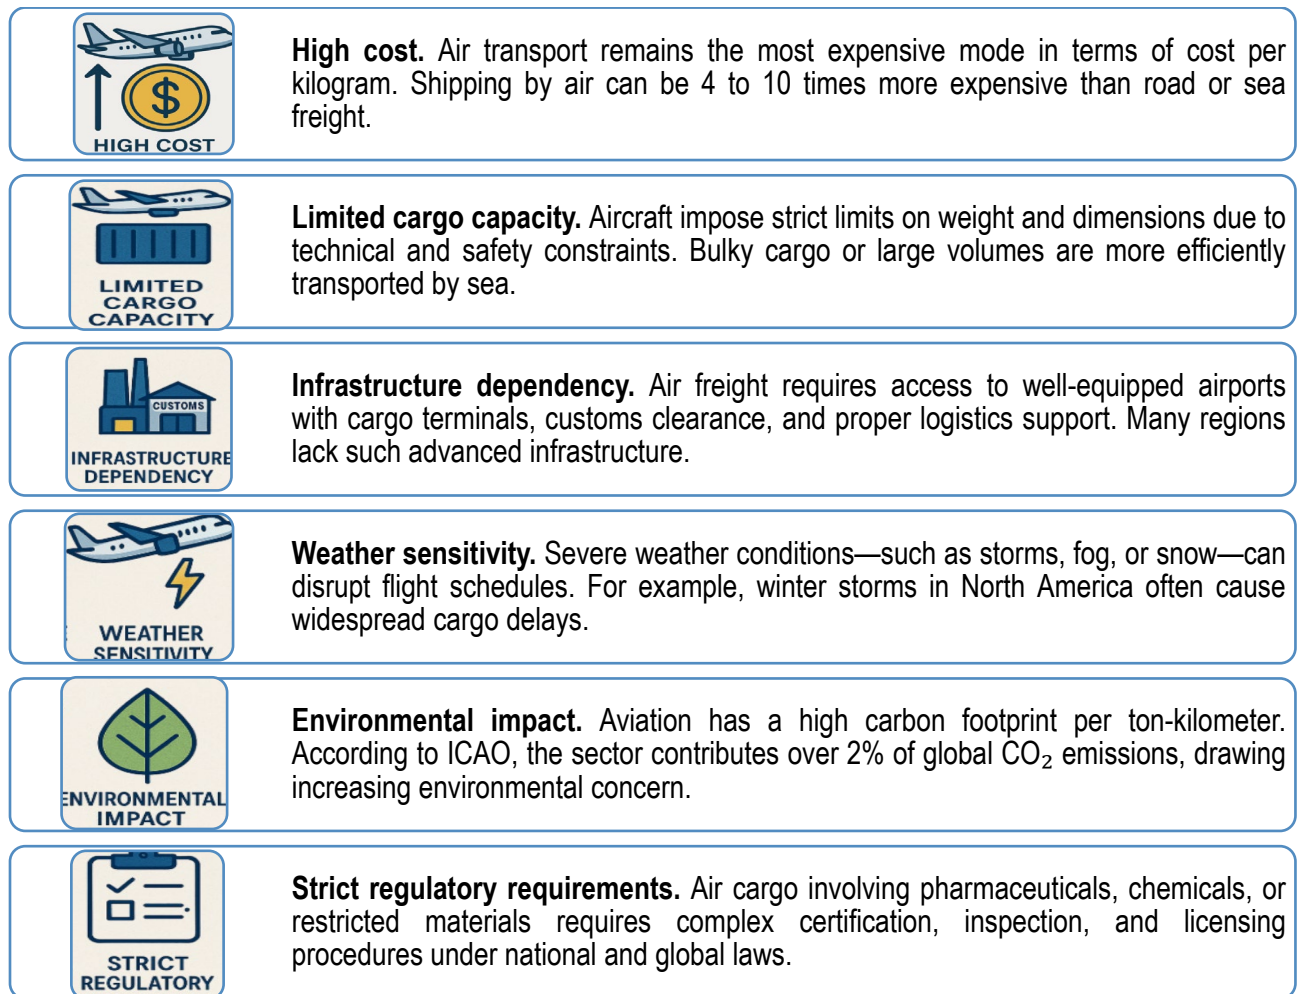 $
HIGH COST
High cost. Air transport remains the most expensive mode in terms of cost per
kilogram. Shipping by air can be 4 to 10 times more expensive than road or sea
freight.
LIMITED
CARGO
CAPACITY
Limited cargo capacity. Aircraft impose strict limits on weight and dimensions due to
technical and safety constraints. Bulky cargo or large volumes are more efficiently
transported by sea.
CUSTOMS
INFRASTRUCTURE
DEPENDENCY
Infrastructure dependency. Air freight requires access to well-equipped airports
with cargo terminals, customs clearance, and proper logistics support. Many regions
lack such advanced infrastructure.
WEATHER
SENSITIVITY
Weather sensitivity. Severe weather conditions—such as storms, fog, or snow—can
disrupt flight schedules. For example, winter storms in North America often cause
widespread cargo delays.
ENVIRONMENTAL
IMPACT
Environmental impact. Aviation has a high carbon footprint per ton-kilometer.
According to ICAO, the sector contributes over 2% of global CO₂ emissions, drawing
increasing environmental concern.
STRICT
REGULATORY
Strict regulatory requirements. Air cargo involving pharmaceuticals, chemicals, or
restricted materials requires complex certification, inspection, and licensing
procedures under national and global laws.